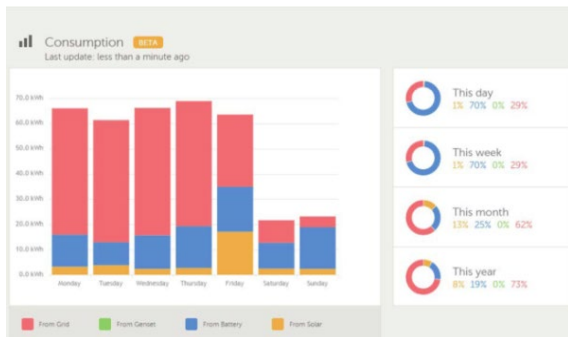 Consumption BETA
Last update: less than a minute ago
70.0 kWh
60.0 kWh
50.0 kWh
40.0 kWh
30.0 kWh
20.0 kWh
10.0 kWh
0.0 kWh
Monday Tuesday Wednesday Thursday Friday Saturday Sunday
From Grid From Genset From Battery From Solar
This day
1% 70% 0% 29%
This week
1% 70% 0% 29%
This month
13% 25% 0% 62%
This year
8% 19% 0% 73%